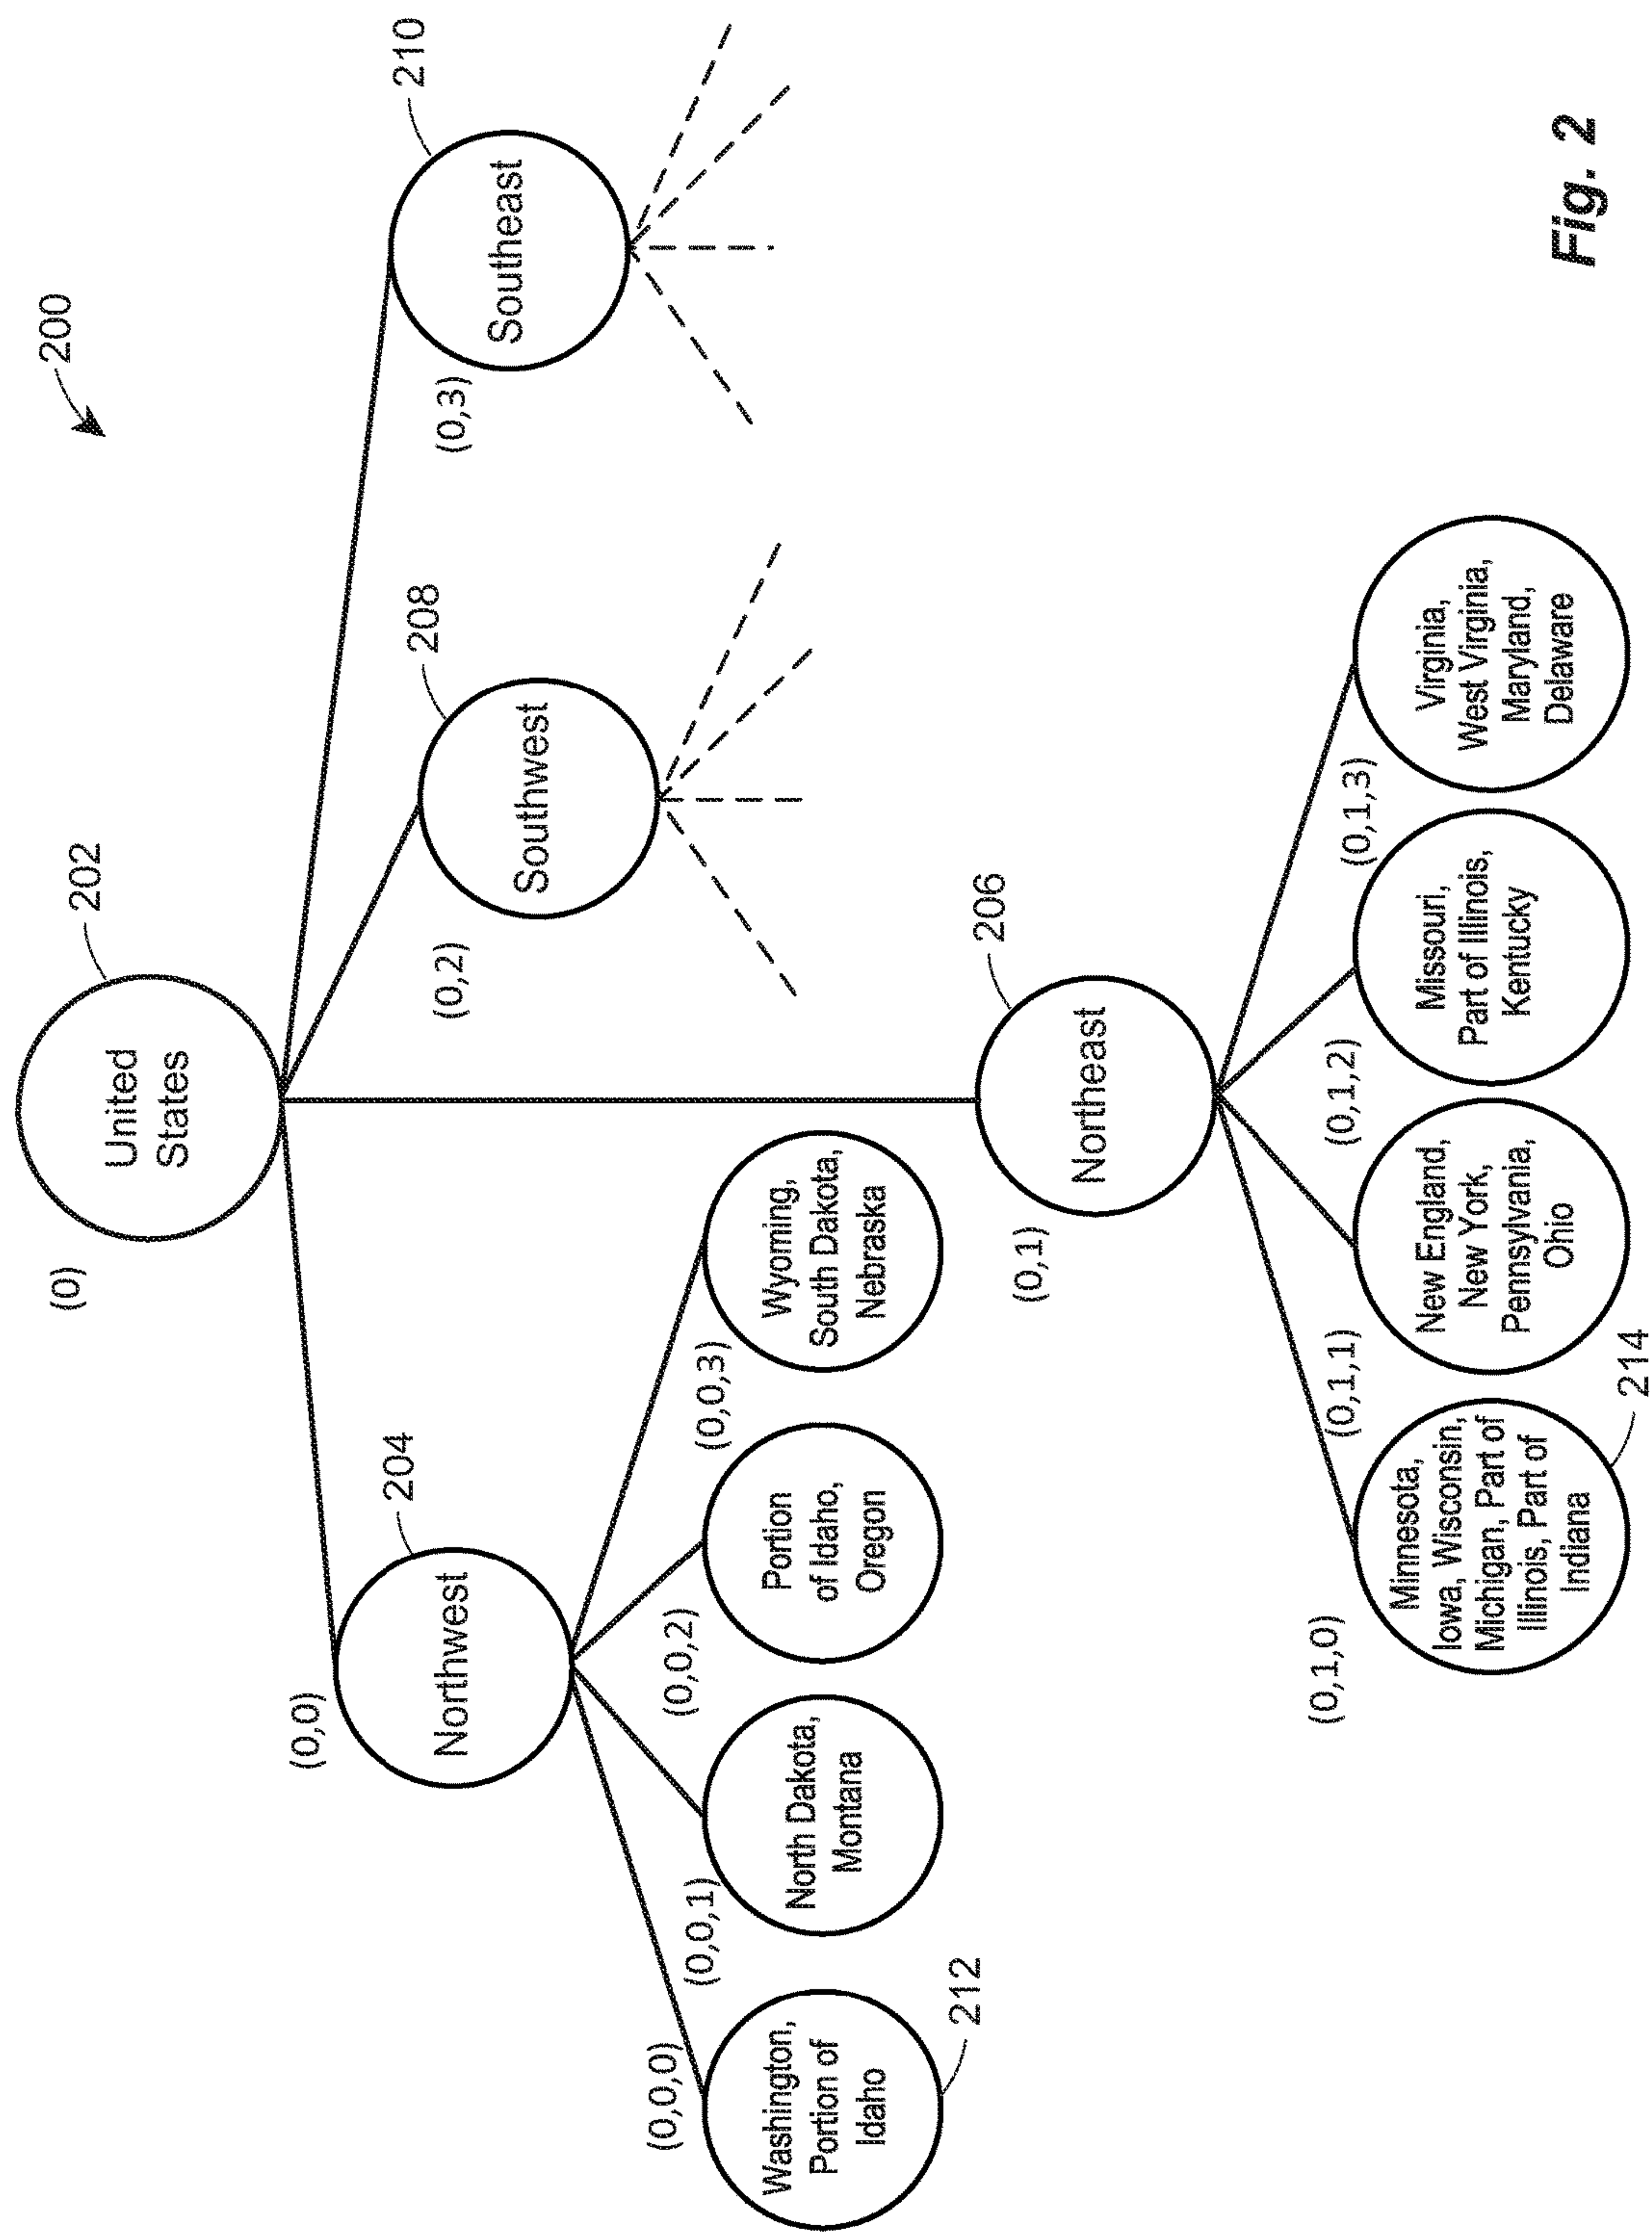 200
(0)
United
States
202
(0,0)
Northwest
204
(0,2)
Southwest
208
(0,3)
Southeast
210
(0,0,0)
Washington,
Portion of
Idaho
212
(0,0,1)
North Dakota,
Montana
(0,0,2)
Portion
of Idaho,
Oregon
(0,0,3)
Wyoming,
South Dakota,
Nebraska
(0,1)
Northeast
206
(0,1,0)
Minnesota,
Iowa, Wisconsin,
Michigan, Part of
Illinois, Part of
Indiana
214
(0,1,1)
New England,
New York,
Pennsylvania,
Ohio
(0,1,2)
Missouri,
Part of Illinois,
Kentucky
(0,1,3)
Virginia,
West Virginia,
Maryland,
Delaware
Fig. 2